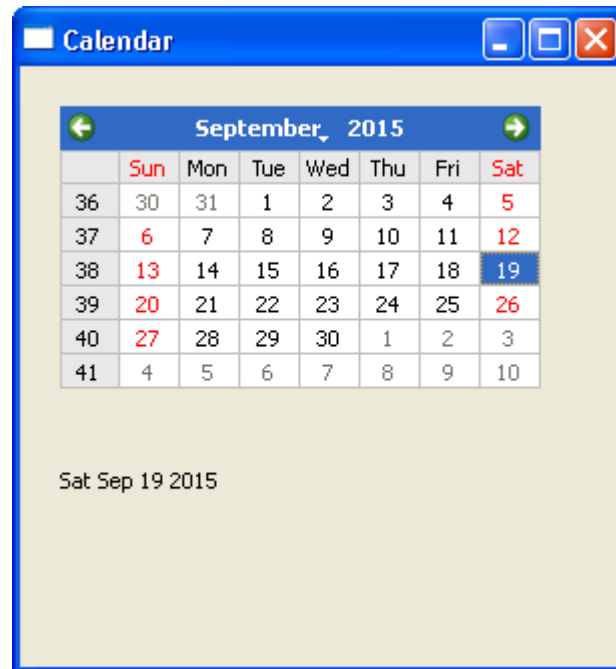 Calendar
September, 2015
Sun Mon Tue Wed Thu Fri Sat
36 30 31 1 2 3 4 5
37 6 7 8 9 10 11 12
38 13 14 15 16 17 18 19
39 20 21 22 23 24 25 26
40 27 28 29 30 1 2 3
41 4 5 6 7 8 9 10
Sat Sep 19 2015